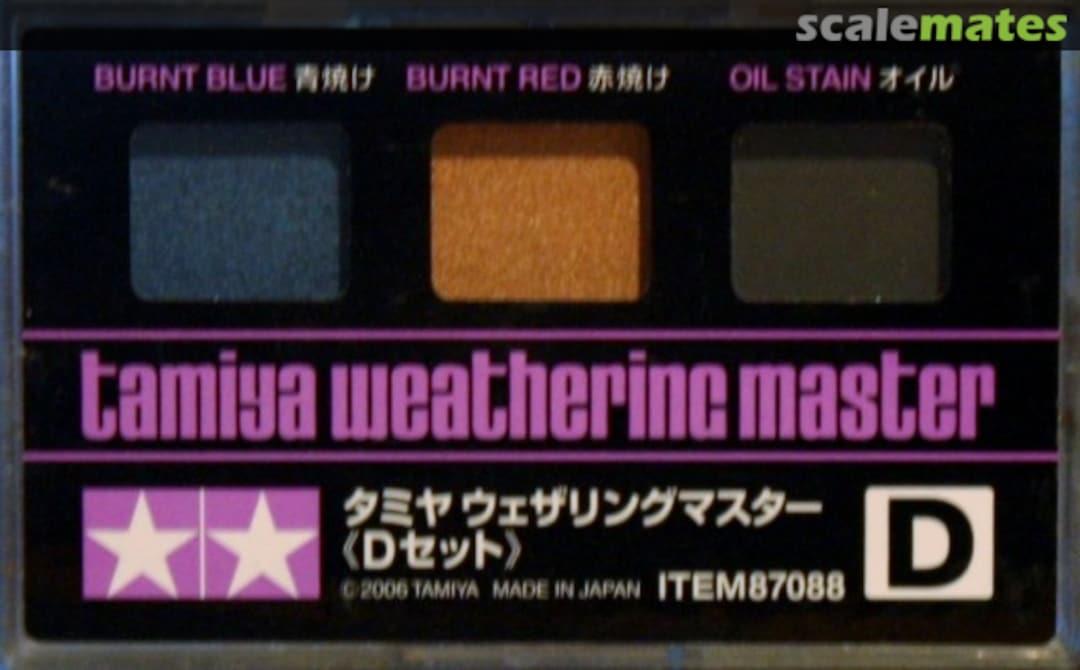 scalemates
BURNT BLUE 青焼け BURNT RED 赤焼け OIL STAIN オイル
tamiya weathering master
タミヤ ウェザリングマスター
《Dセット》
©2006 TAMIYA MADE IN JAPAN ITEM87088
D